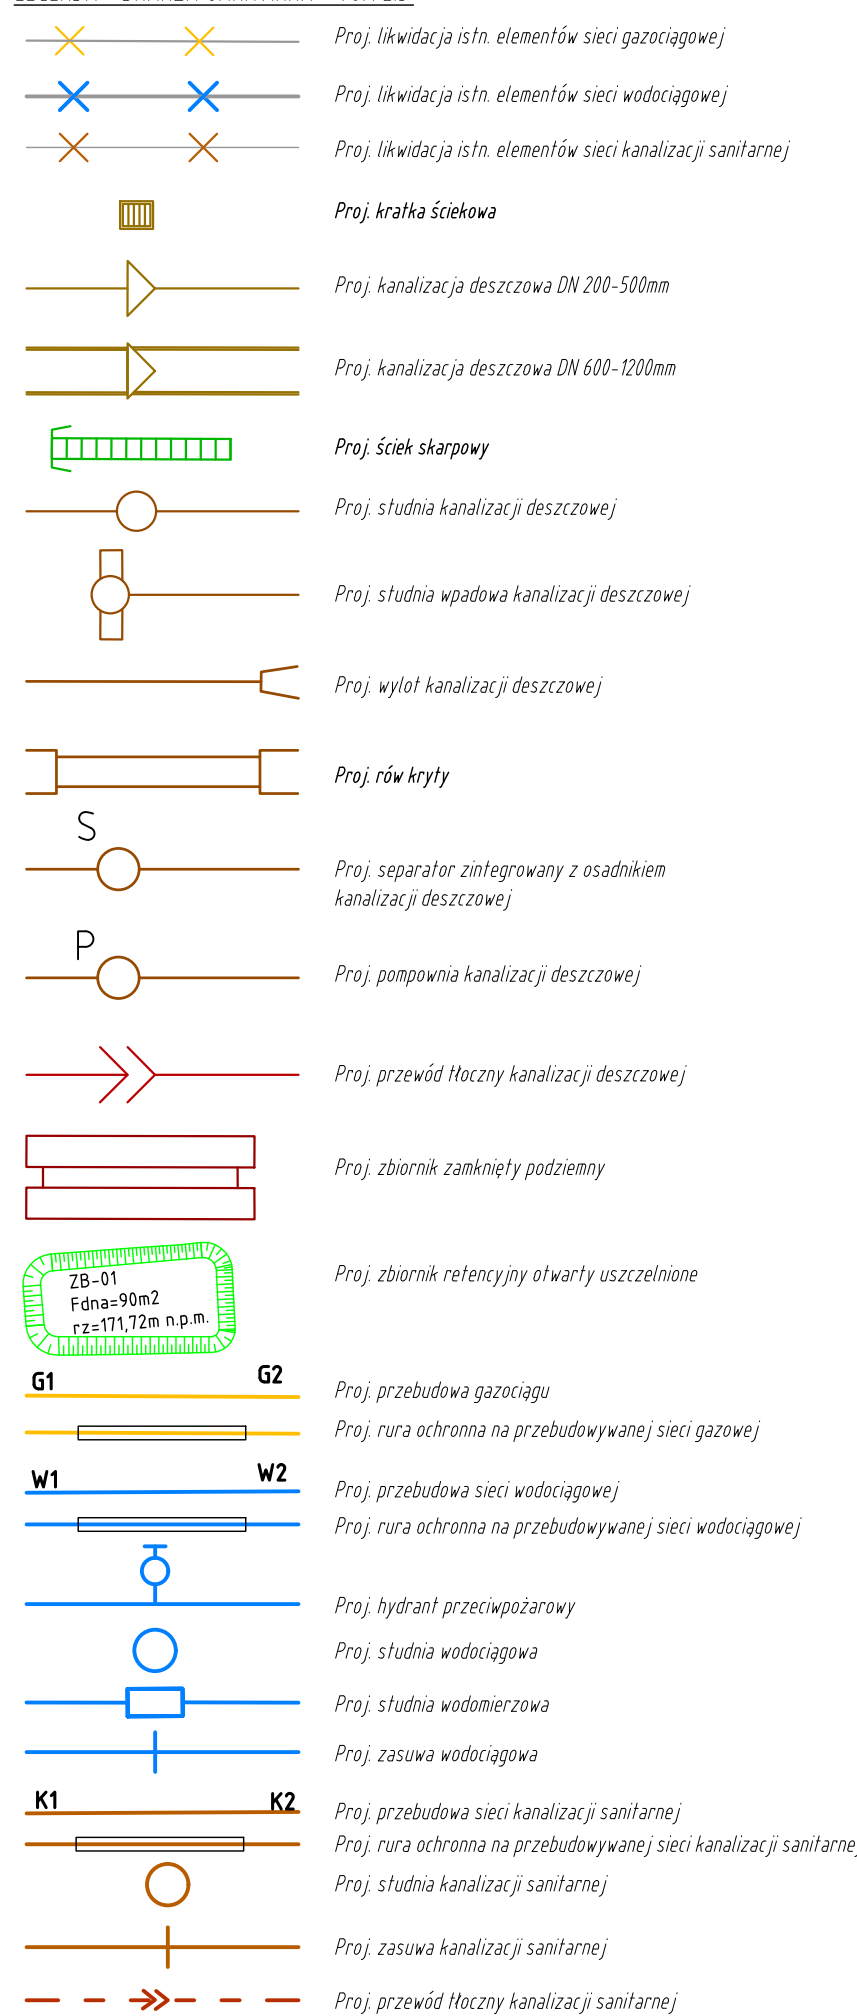 Proj. likwidacja istn. elementów sieci gazociągowej
Proj. likwidacja istn. elementów sieci wodociągowej
Proj. likwidacja istn. elementów sieci kanalizacji sanitarnej
Proj. kratka ściekowa
Proj. kanalizacja deszczowa DN 200-500mm
Proj. kanalizacja deszczowa DN 600-1200mm
Proj. ściek skarpowy
Proj. studnia kanalizacji deszczowej
Proj. studnia wpadowa kanalizacji deszczowej
Proj. wylot kanalizacji deszczowej
Proj. rów kryty
S
Proj. separator zintegrowany z osadnikiem
kanalizacji deszczowej
P
Proj. pompownia kanalizacji deszczowej
Proj. przewód tłoczny kanalizacji deszczowej
Proj. zbiornik zamknięty podziemny
Proj. zbiornik retencyjny otwarty uszczelnione
ZB-01
Fdna=90m2
rz=171,72m n.p.m.
G1 G2
Proj. przebudowa gazociągu
Proj. rura ochronna na przebudowywanej sieci gazowej
W1 W2
Proj. przebudowa sieci wodociągowej
Proj. rura ochronna na przebudowywanej sieci wodociągowej
Proj. hydrant przeciwpożarowy
Proj. studnia wodociągowa
Proj. studnia wodomierzowa
Proj. zasuwa wodociągowa
K1 K2
Proj. przebudowa sieci kanalizacji sanitarnej
Proj. rura ochronna na przebudowywanej sieci kanalizacji sanitarne
Proj. studnia kanalizacji sanitarnej
Proj. zasuwa kanalizacji sanitarnej
Proj. przewód tłoczny kanalizacji sanitarnej